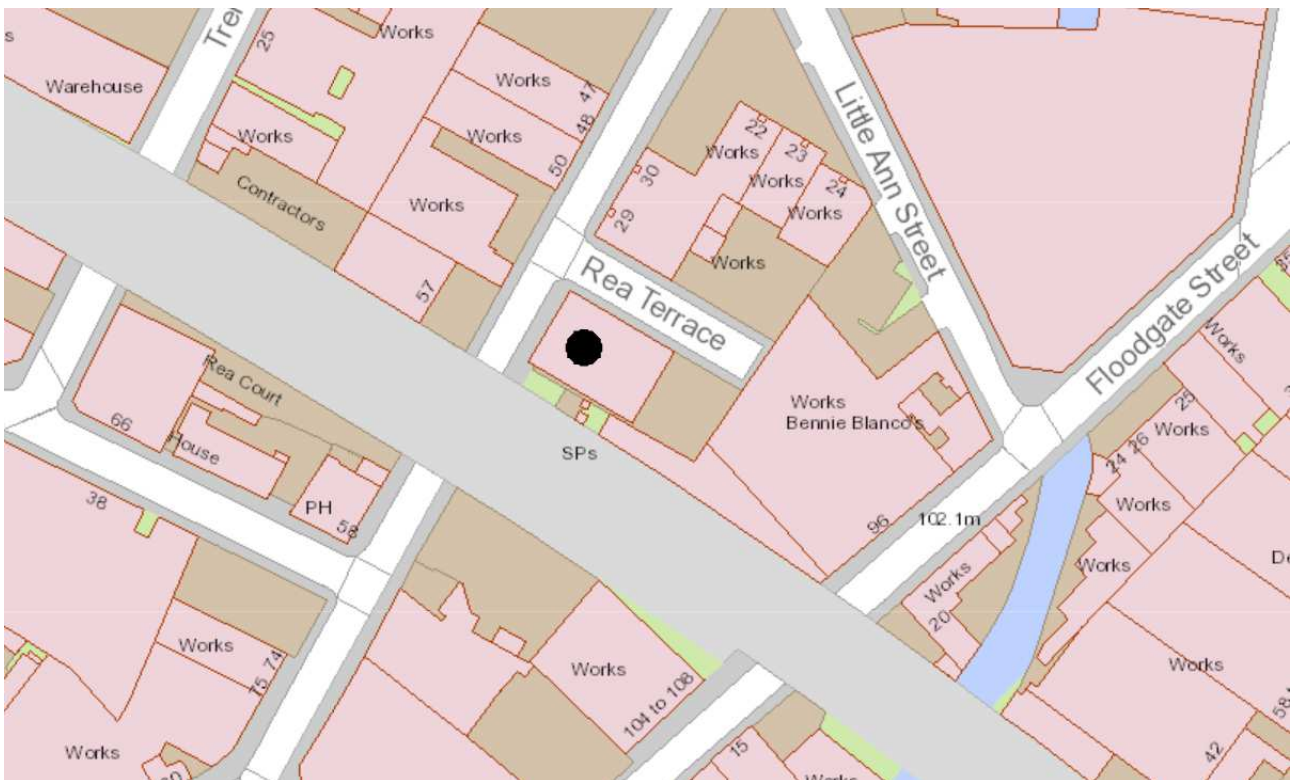 Tre
25
Works
s
Warehouse
Works
47
48
Works
50
Works
Contractors
Works
57
22
Works
23
Works
24
Works
30
29
Works
Little Ann Street
Rea Terrace
Floodgate Street
Works
25
Works
Works
Bennie Blanco's
Rea Court
66
House
PH
58
SPs
38
96
102.1m
24 26
Works
Works
De
Works
20
Works
74
75
Works
104 to 108
Works
58
42
Works
15
Works